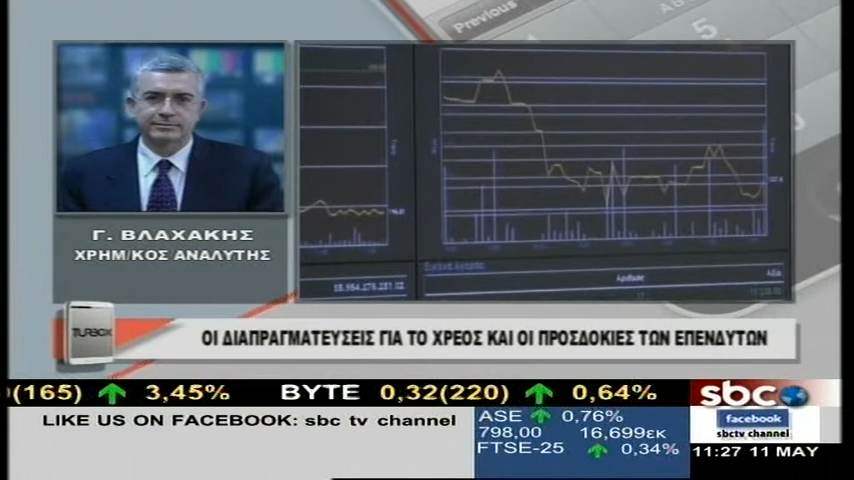 Previous
5
Γ. ΒΛΑΧΑΚΗΣ
ΧΡΗΜ/ΚΟΣ ΑΝΑΛΥΤΗΣ
TURBOX
ΟΙ ΔΙΑΠΡΑΓΜΑΤΕΥΣΕΙΣ ΓΙΑ ΤΟ ΧΡΕΟΣ ΚΑΙ ΟΙ ΠΡΟΣΔΟΚΙΕΣ ΤΩΝ ΕΠΕΝΔΥΤΩΝ
(165) 3,45% BYTE 0,32(220) 0,64%
sbc
LIKE US ON FACEBOOK: sbc tv channel
ASE 0,76%
798,00 16,699εκ
FTSE-25 0,34%
facebook
sbctv channel
11:27 11 MAY